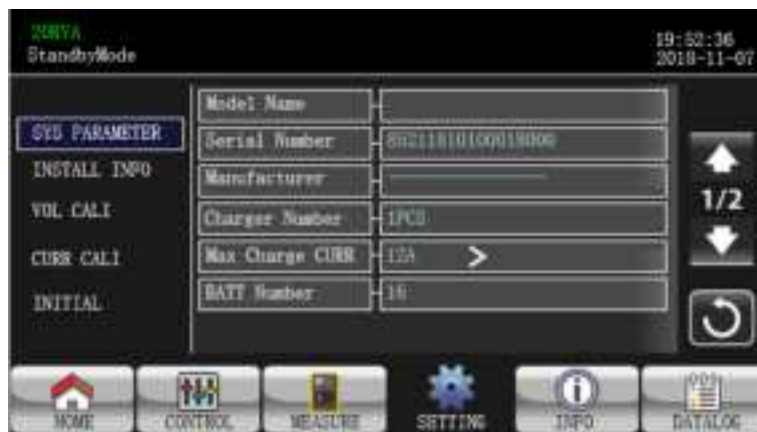 20KVA
StandbyMode
19:52:36
2018-11-07
SYS PARAMETER
INSTALL INFO
VOL CALI
CURR CALI
INITIAL
Model Name
Serial Number
Manufacturer
Charger Number 1PCS
Max Charge CURR 12A >
BATT Number 16
1/2
HOME
CONTROL
MEASURE
SETTING
INFO
DATALOG